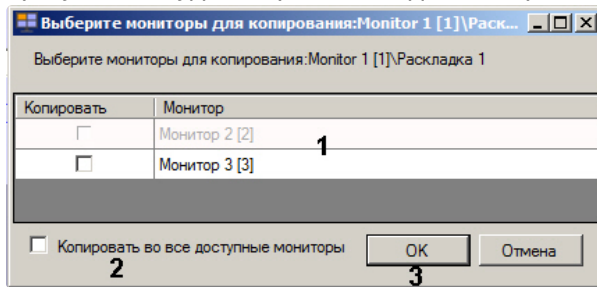 Выберите мониторы для копирования:Monitor 1 [1]\Раск...
Выберите мониторы для копирования:Monitor 1 [1]\Раскладка 1
Копировать Монитор
Монитор 2 [2]
1
Монитор 3 [3]
Копировать во все доступные мониторы OK Отмена
2 3